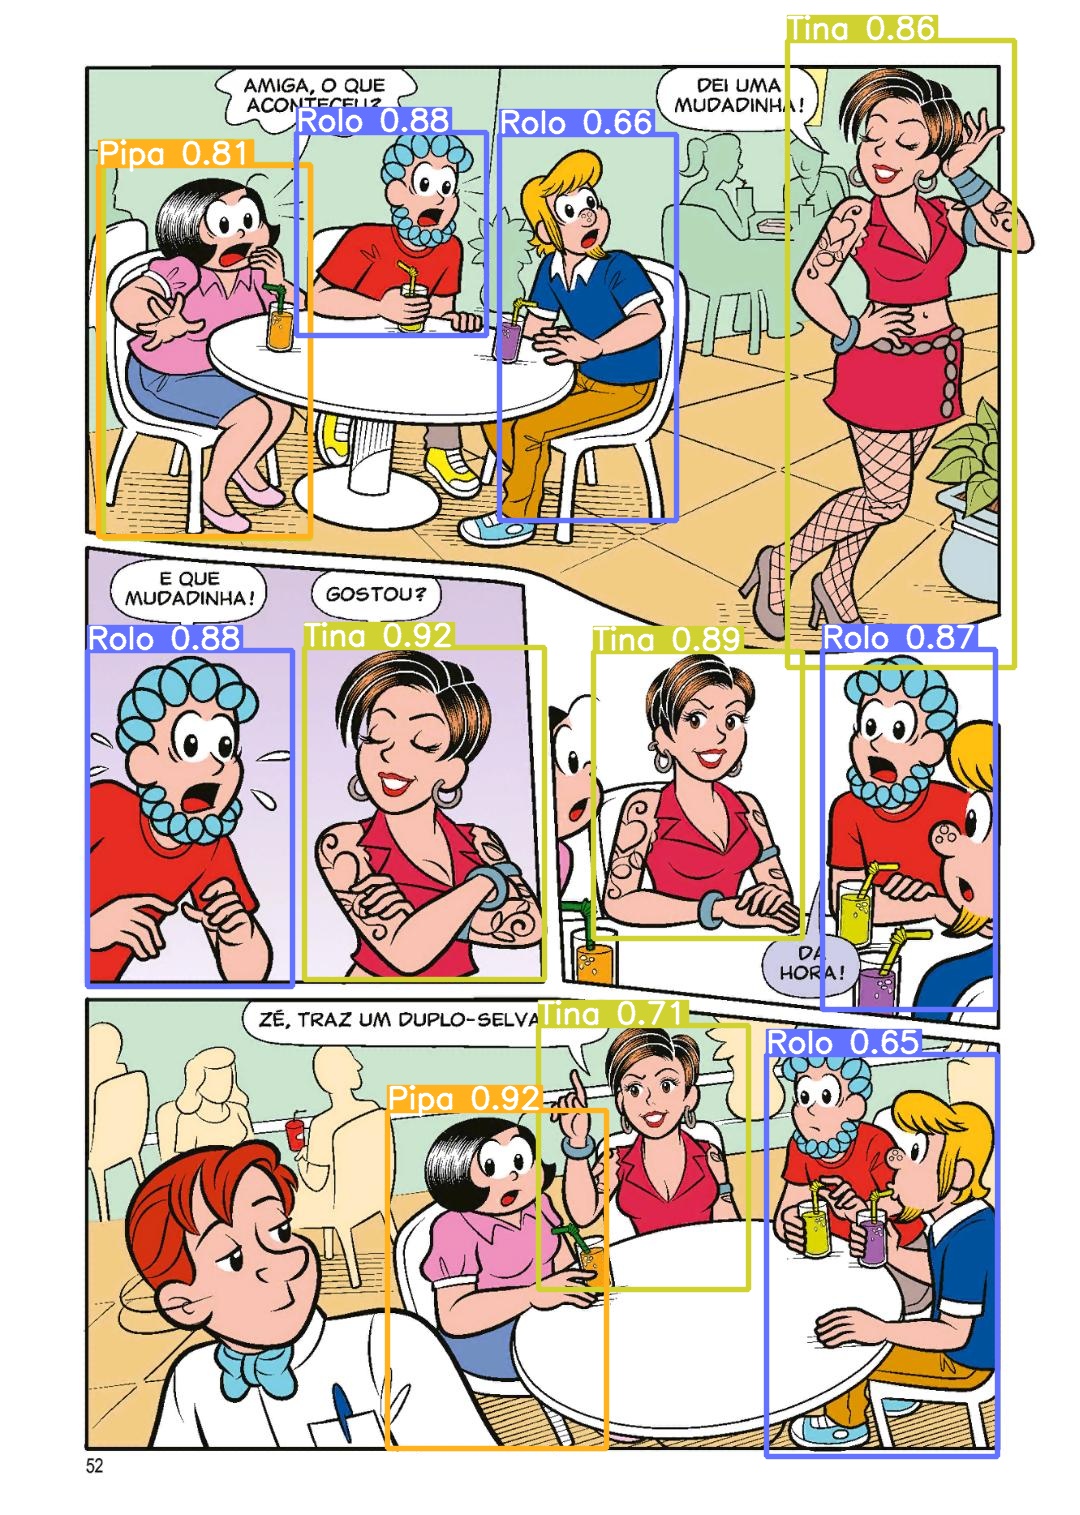 Tina 0.86
AMIGA, O QUE
ACONTECEU?
DEI UMA
MUDADINHA!
Rolo 0.88
Rolo 0.66
Pipa 0.81
E QUE
MUDADINHA!
GOSTOU?
Rolo 0.88
Tina 0.92
Tina 0.89
Rolo 0.87
DA
HORA!
ZÉ, TRAZ UM DUPLO-SELVA
Tina 0.71
Rolo 0.65
Pipa 0.92
52